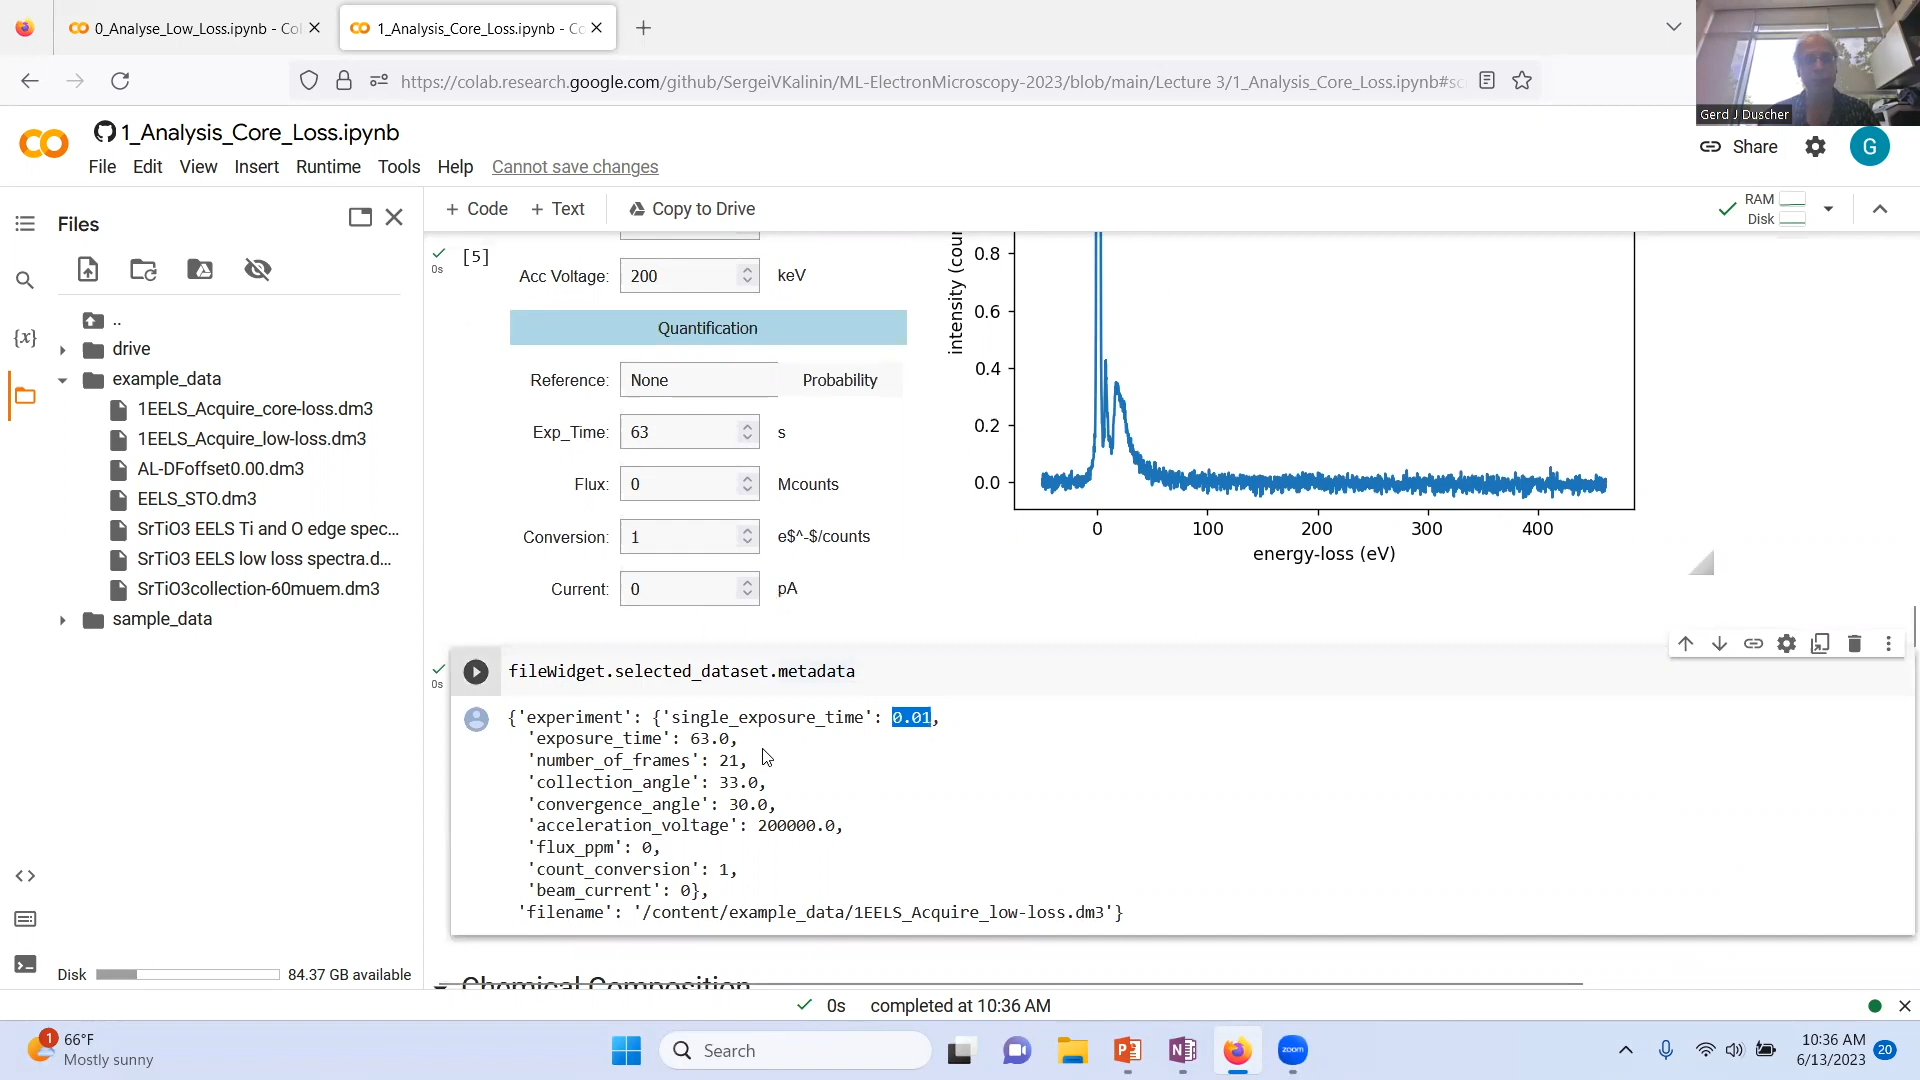 0_Analyse_Low_Loss.ipynb - Col
1_Analysis_Core_Loss.ipynb - Co
https://colab.research.google.com/github/SergeiVKalinin/ML-ElectronMicroscopy-2023/blob/main/Lecture 3/1_Analysis_Core_Loss.ipynb#sc
Gerd J Duscher
1_Analysis_Core_Loss.ipynb
File Edit View Insert Runtime Tools Help Cannot save changes
Share
G
Files
+ Code + Text Copy to Drive
RAM
Disk
..
drive
example_data
1EELS_Acquire_core-loss.dm3
1EELS_Acquire_low-loss.dm3
AL-DFoffset0.00.dm3
EELS_STO.dm3
SrTiO3 EELS Ti and O edge spec...
SrTiO3 EELS low loss spectra.d...
SrTiO3collection-60muem.dm3
sample_data
{x}
Disk 84.37 GB available
0s
[5]
Acc Voltage: 200 keV
Quantification
Reference: None Probability
Exp_Time: 63 s
Flux: 0 Mcounts
Conversion: 1 e$^-$/counts
Current: 0 pA
intensity (coun
0.8
0.6
0.4
0.2
0.0
0 100 200 300 400
energy-loss (eV)
0s
fileWidget.selected_dataset.metadata
{'experiment': {'single_exposure_time': 0.01,
'exposure_time': 63.0,
'number_of_frames': 21,
'collection_angle': 33.0,
'convergence_angle': 30.0,
'acceleration_voltage': 200000.0,
'flux_ppm': 0,
'count_conversion': 1,
'beam_current': 0},
'filename': '/content/example_data/1EELS_Acquire_low-loss.dm3'}
Chemical Composition
0s completed at 10:36 AM
1
66°F
Mostly sunny
Search
zoom
10:36 AM
6/13/2023
20